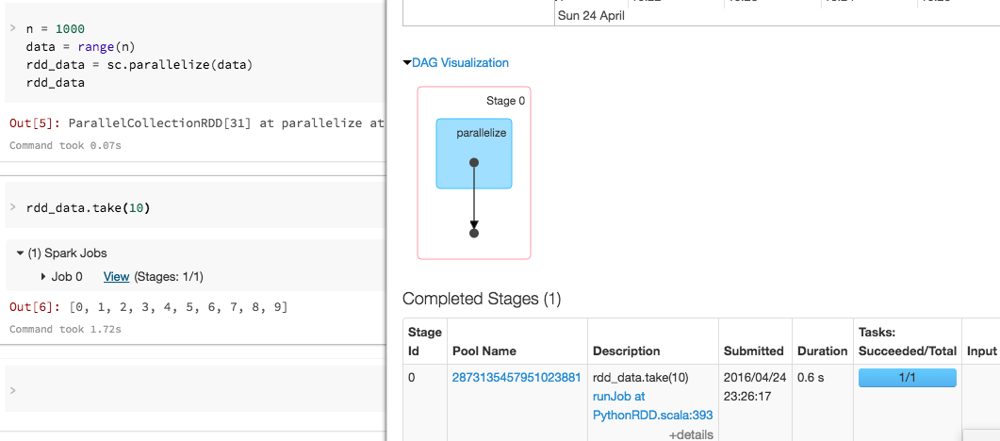 > n = 1000
data = range(n)
rdd_data = sc.parallelize(data)
rdd_data
Out[5]: ParallelCollectionRDD[31] at parallelize at
Command took 0.07s
> rdd_data.take(10)
(1) Spark Jobs
Job 0 View (Stages: 1/1)
Out[6]: [0, 1, 2, 3, 4, 5, 6, 7, 8, 9]
Command took 1.72s
>
Sun 24 April
DAG Visualization
Stage 0
parallelize
Completed Stages (1)
Stage Id Pool Name Description Submitted Duration Tasks: Succeeded/Total Input
0 2873135457951023881 rdd_data.take(10) 2016/04/24 0.6 s 1/1
runJob at 23:26:17
PythonRDD.scala:393
+details